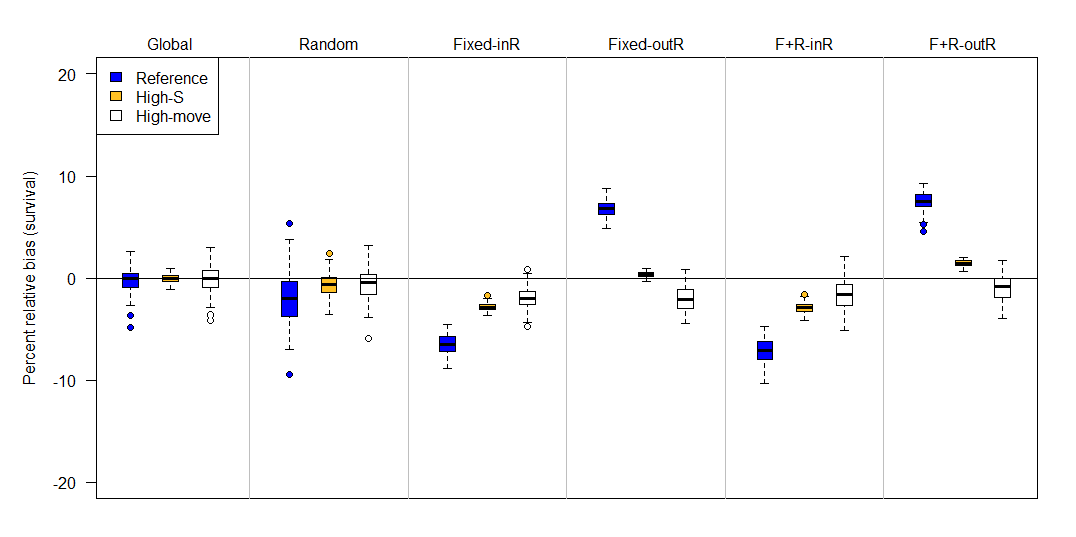 Global Random Fixed-inR Fixed-outR F+R-inR F+R-outR
Reference
High-S
High-move
20
10
0
-10
-20
Percent relative bias (survival)